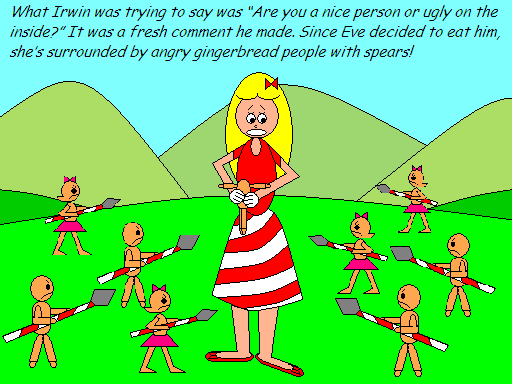 What Irwin was trying to say was "Are you a nice person or ugly on the
inside?" It was a fresh comment he made. Since Eve decided to eat him,
she's surrounded by angry gingerbread people with spears!